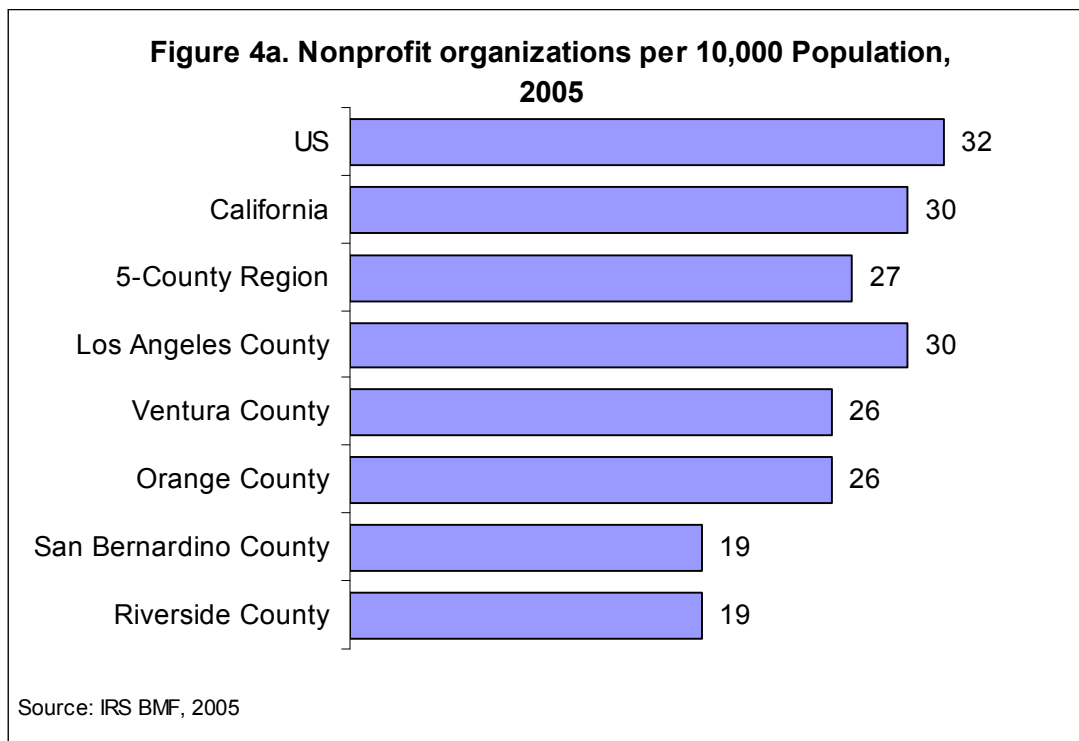 Figure 4a. Nonprofit organizations per 10,000 Population,
2005
US 32
California 30
5-County Region 27
Los Angeles County 30
Ventura County 26
Orange County 26
San Bernardino County 19
Riverside County 19
Source: IRS BMF, 2005